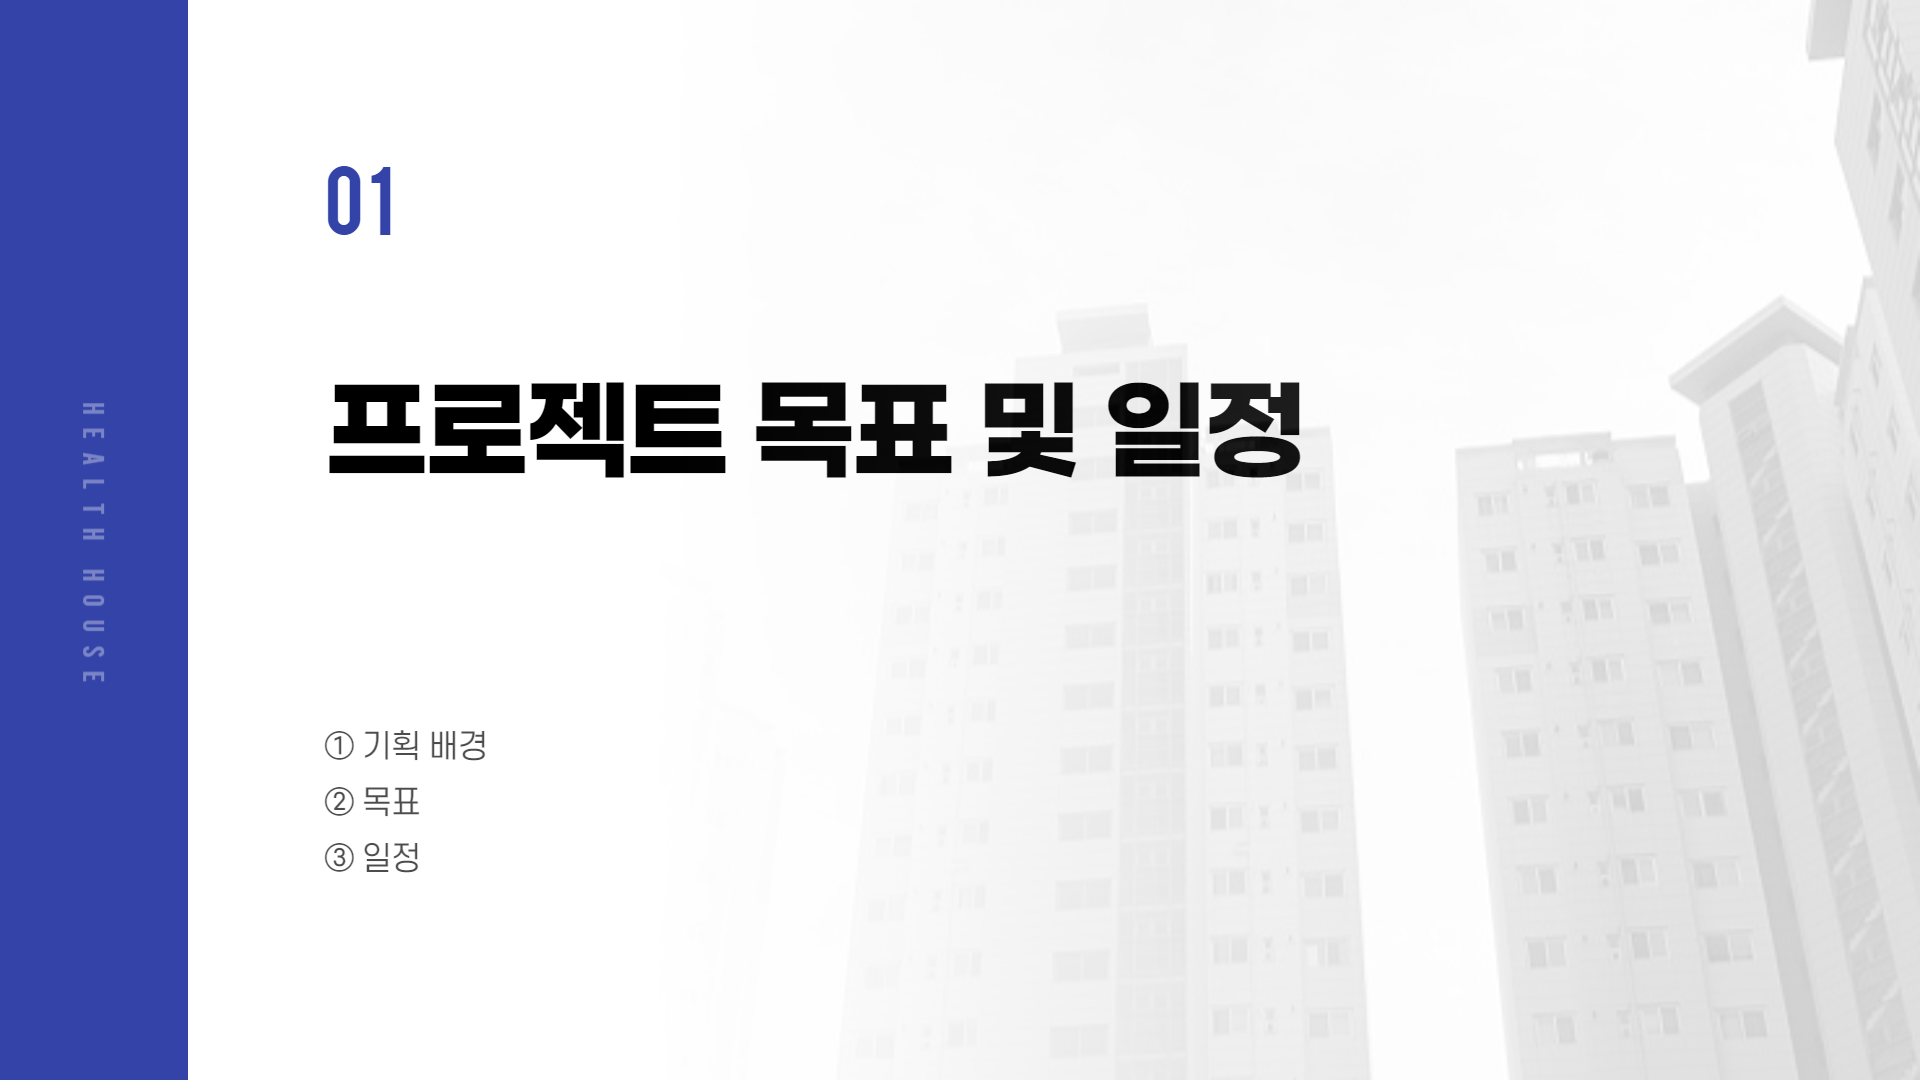 HEALTH HOUSE
01
프로젝트 목표 및 일정
① 기획 배경
② 목표
③ 일정